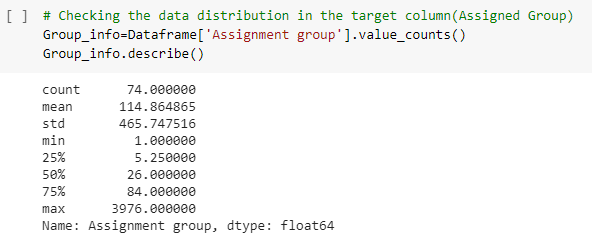 [ ] # Checking the data distribution in the target column(Assigned Group)
Group_info=Dataframe['Assignment group'].value_counts()
Group_info.describe()
count 74.000000
mean 114.864865
std 465.747516
min 1.000000
25% 5.250000
50% 26.000000
75% 84.000000
max 3976.000000
Name: Assignment group, dtype: float64